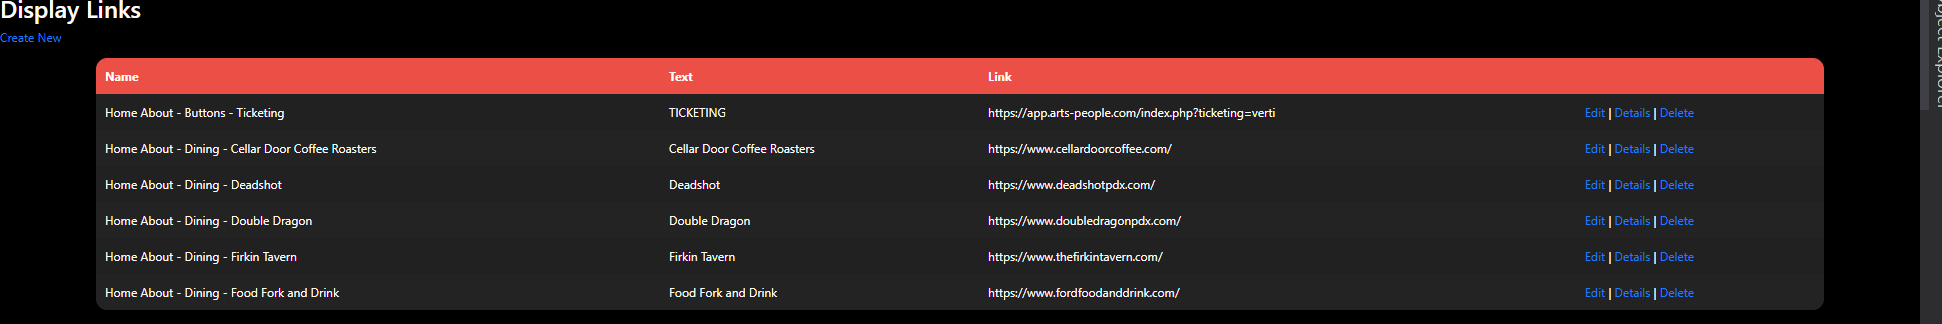 Display Links
Create New
Name Text Link
Home About - Buttons - Ticketing TICKETING https://app.arts-people.com/index.php?ticketing=verti Edit | Details | Delete
Home About - Dining - Cellar Door Coffee Roasters Cellar Door Coffee Roasters https://www.cellardoorcoffee.com/ Edit | Details | Delete
Home About - Dining - Deadshot Deadshot https://www.deadshotpdx.com/ Edit | Details | Delete
Home About - Dining - Double Dragon Double Dragon https://www.doubledragonpdx.com/ Edit | Details | Delete
Home About - Dining - Firkin Tavern Firkin Tavern https://www.thefirkintavern.com/ Edit | Details | Delete
Home About - Dining - Food Fork and Drink Food Fork and Drink https://www.fordfoodanddrink.com/ Edit | Details | Delete
Explorer